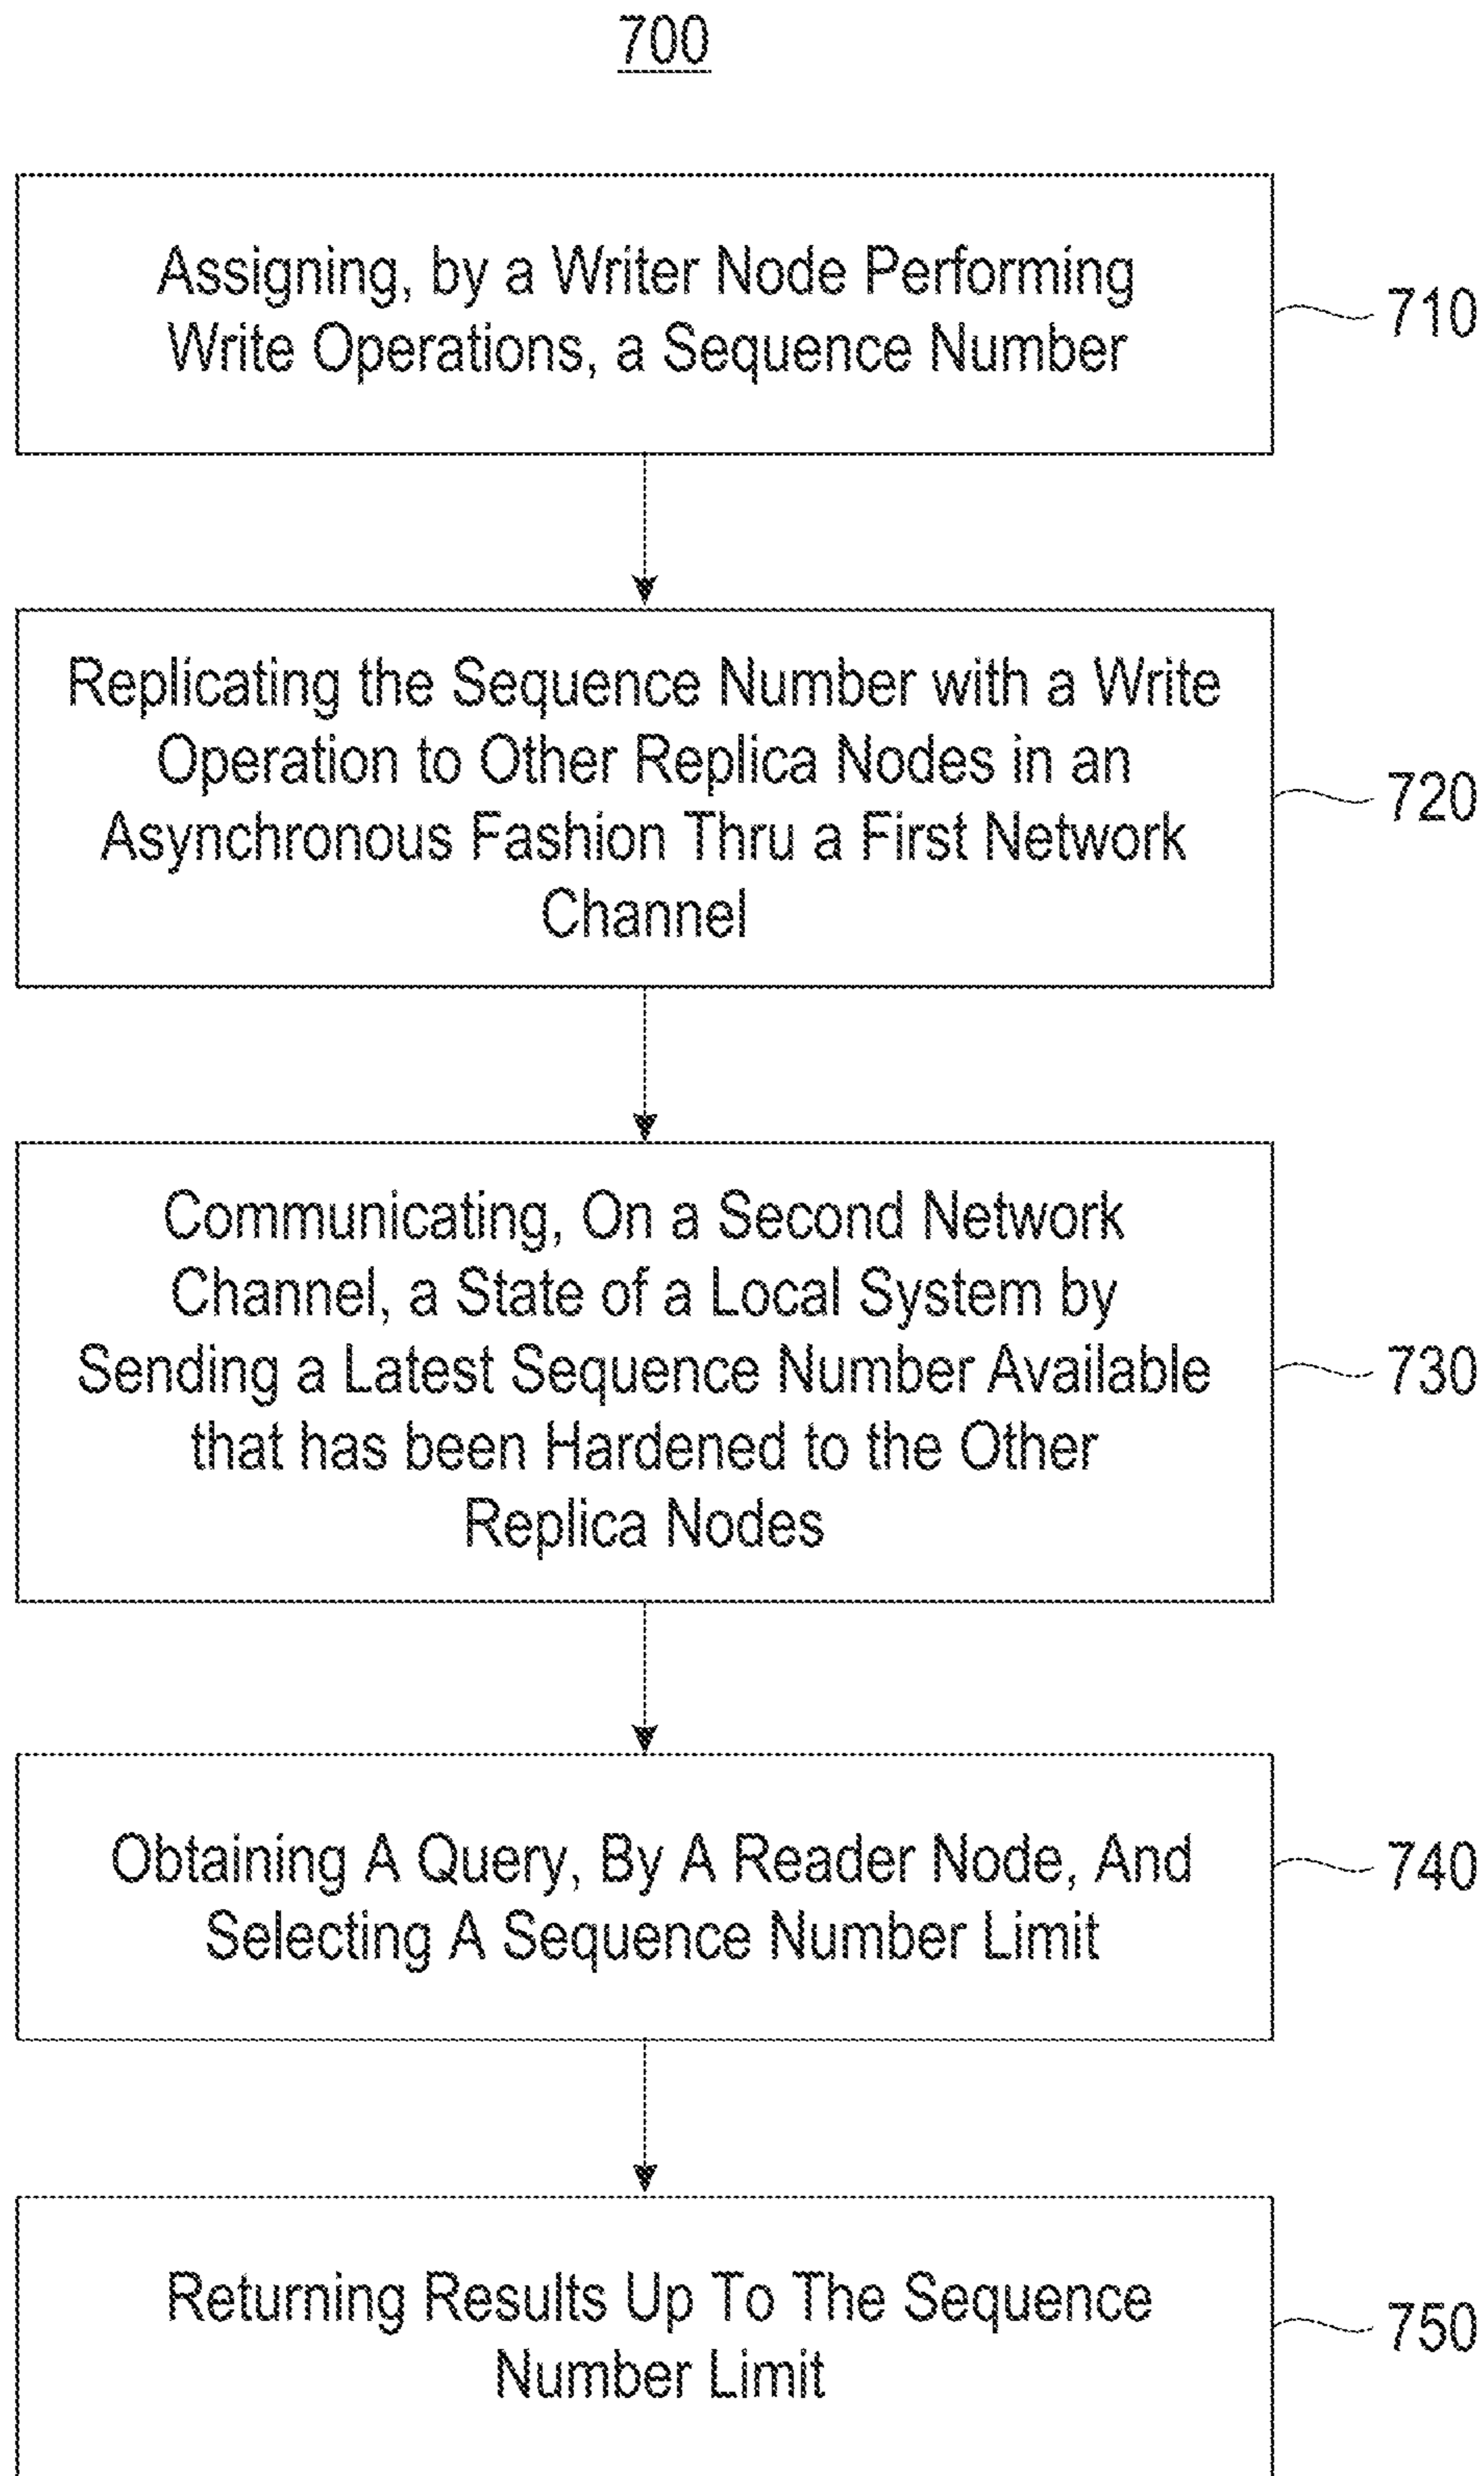 700
Assigning, by a Writer Node Performing
Write Operations, a Sequence Number
710
Replicating the Sequence Number with a Write
Operation to Other Replica Nodes in an
Asynchronous Fashion Thru a First Network
Channel
720
Communicating, On a Second Network
Channel, a State of a Local System by
Sending a Latest Sequence Number Available
that has been Hardened to the Other
Replica Nodes
730
Obtaining A Query, By A Reader Node, And
Selecting A Sequence Number Limit
740
Returning Results Up To The Sequence
Number Limit
750